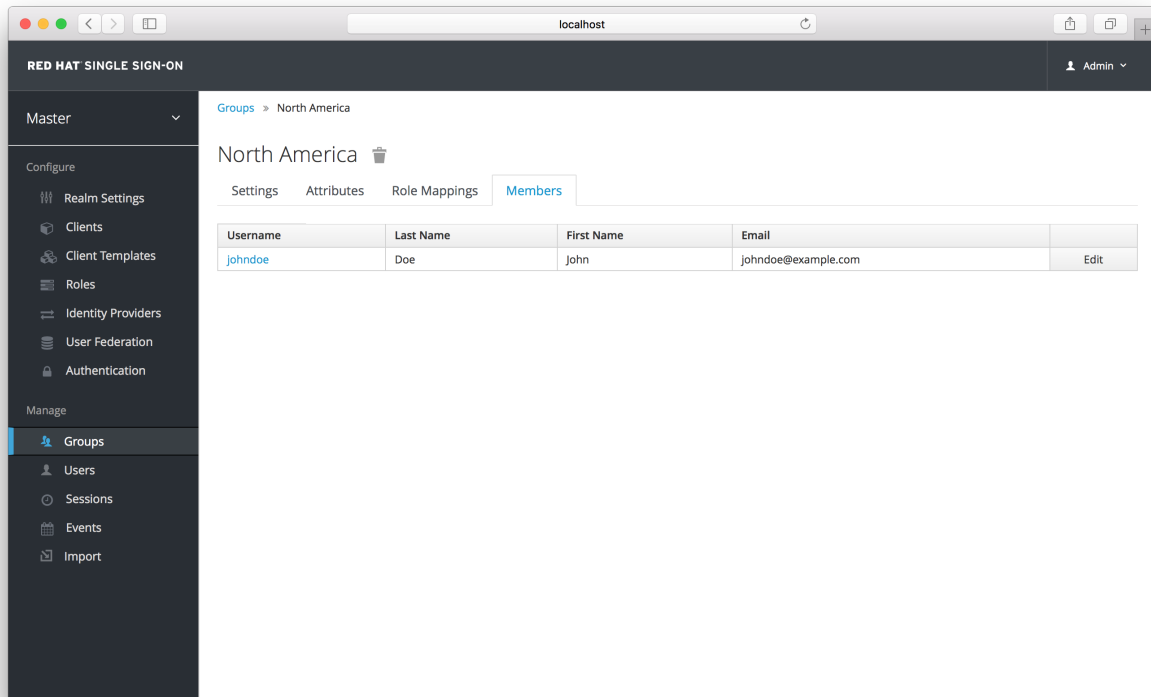 localhost
RED HAT SINGLE SIGN-ON
Admin
Master
Configure
Realm Settings
Clients
Client Templates
Roles
Identity Providers
User Federation
Authentication
Manage
Groups
Users
Sessions
Events
Import
Groups » North America
North America
Settings Attributes Role Mappings Members
Username Last Name First Name Email
johndoe Doe John johndoe@example.com Edit